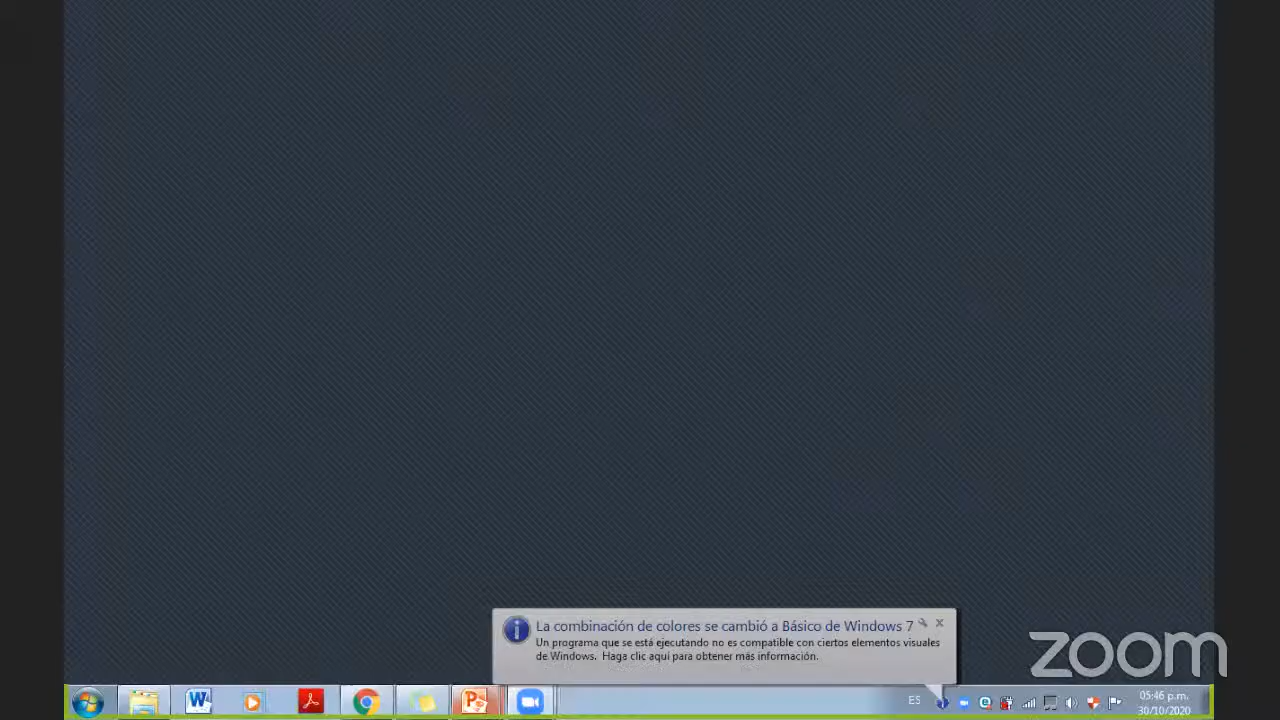 La combinación de colores se cambió a Básico de Windows 7
Un programa que se está ejecutando no es compatible con ciertos elementos visuales
de Windows. Haga clic aquí para obtener más información.
zoom
ES
05:46 p.m.
30/10/2020